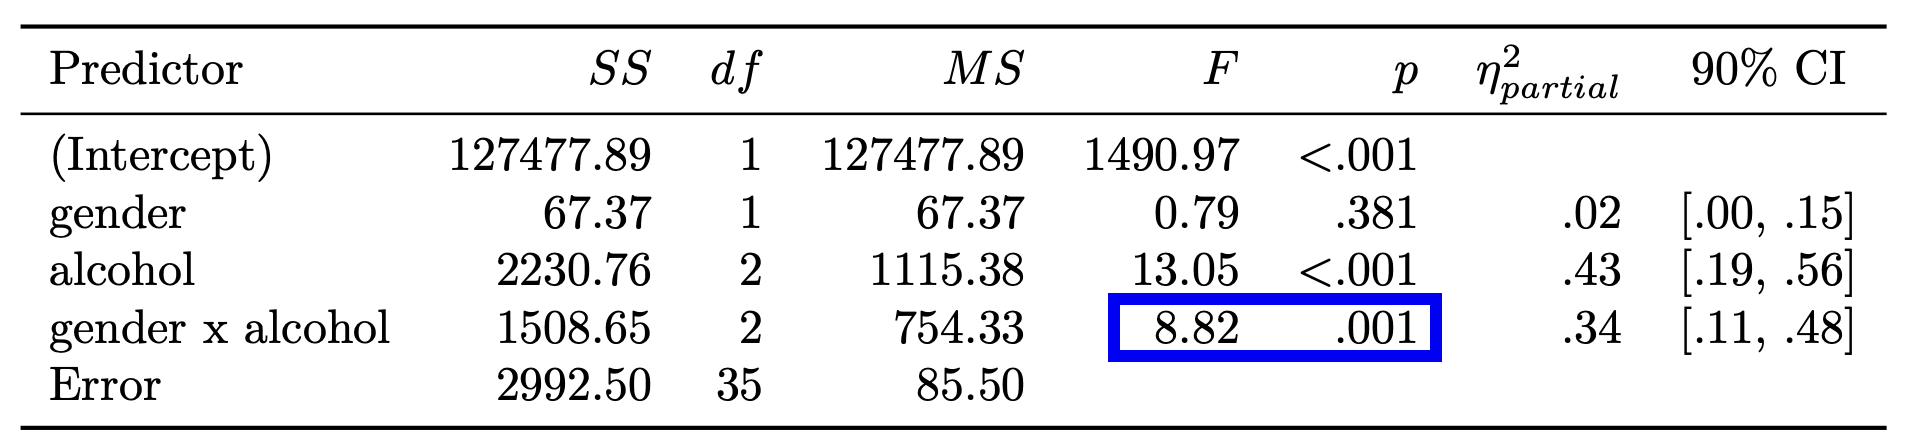 Predictor SS df MS F p η²partial 90% CI
(Intercept) 127477.89 1 127477.89 1490.97 <.001
gender 67.37 1 67.37 0.79 .381 .02 [.00, .15]
alcohol 2230.76 2 1115.38 13.05 <.001 .43 [.19, .56]
gender x alcohol 1508.65 2 754.33 8.82 .001 .34 [.11, .48]
Error 2992.50 35 85.50